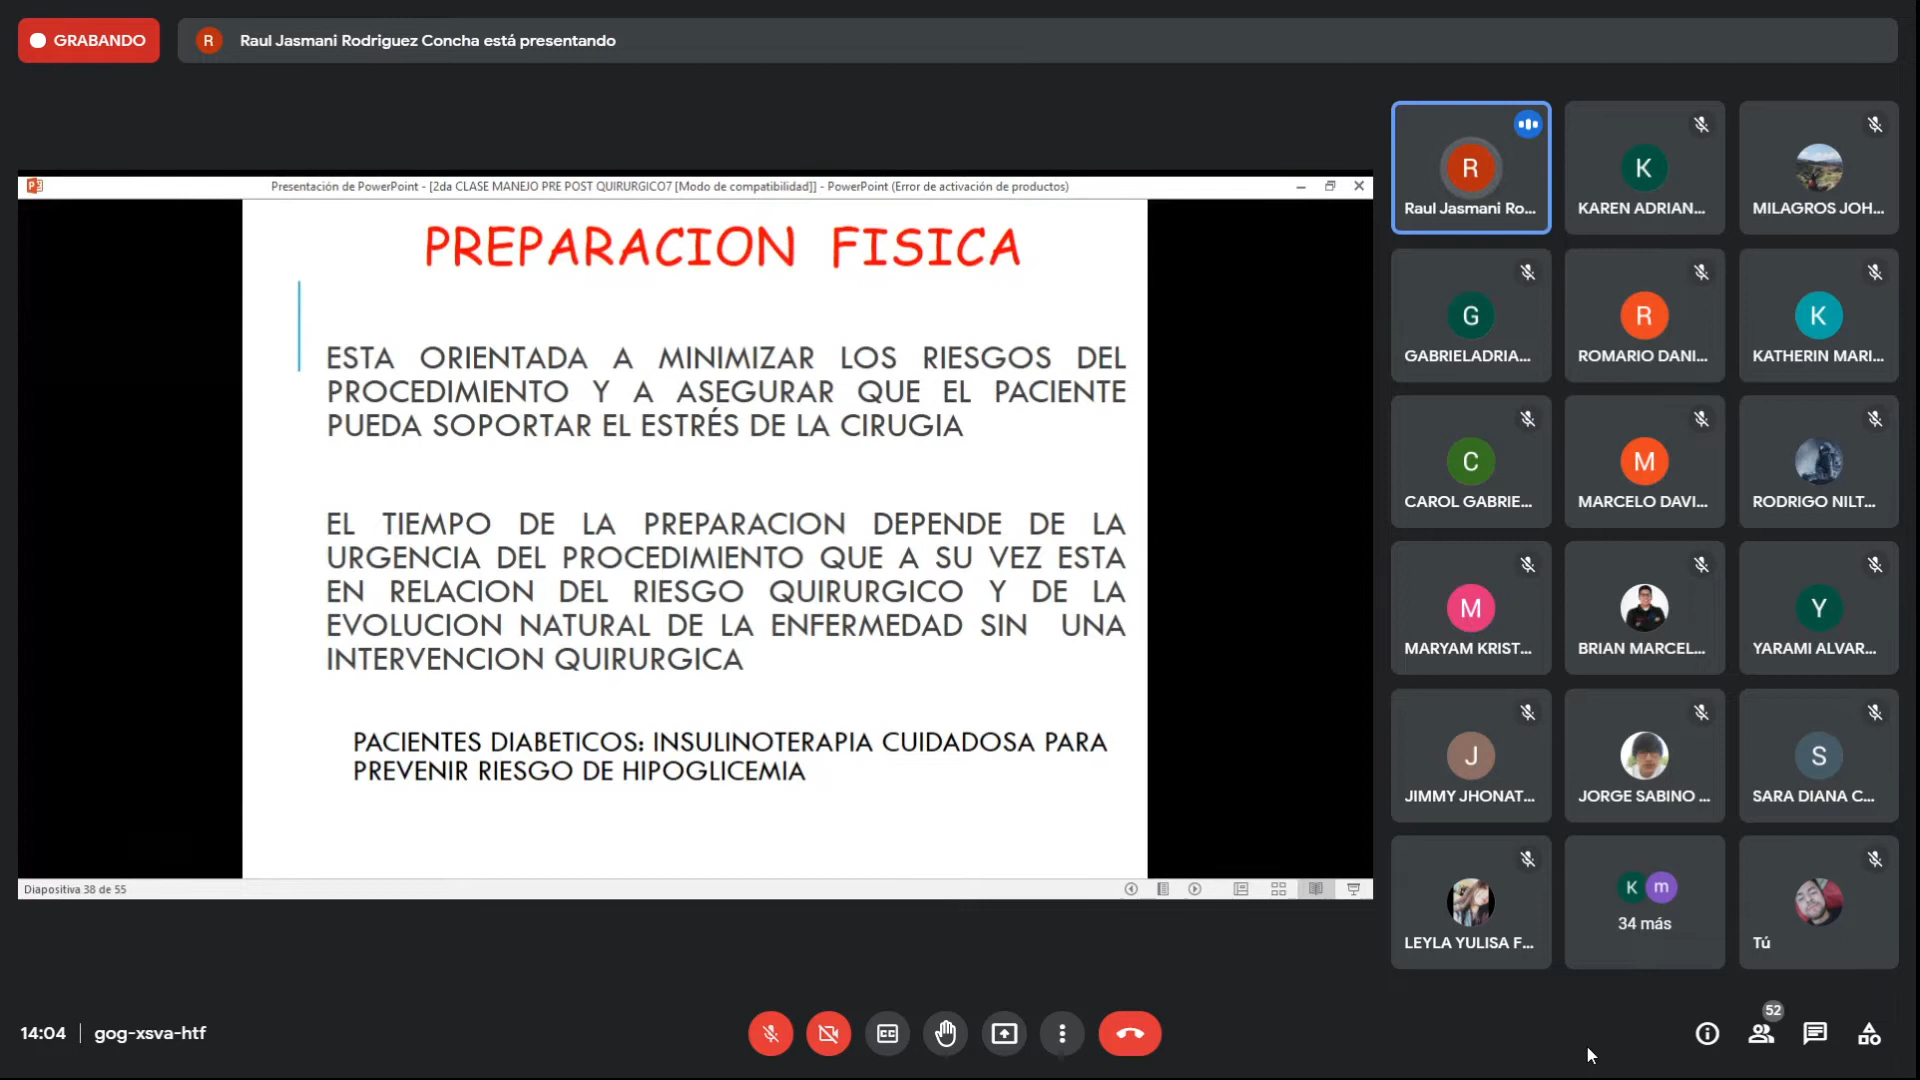 GRABANDO
R Raul Jasmani Rodriguez Concha está presentando
Presentación de PowerPoint - [2da CLASE MANEJO PRE POST QUIRURGICO7 [Modo de compatibilidad]] - PowerPoint (Error de activación de productos)
PREPARACION FISICA
ESTA ORIENTADA A MINIMIZAR LOS RIESGOS DEL
PROCEDIMIENTO Y A ASEGURAR QUE EL PACIENTE
PUEDA SOPORTAR EL ESTRÉS DE LA CIRUGIA
EL TIEMPO DE LA PREPARACION DEPENDE DE LA
URGENCIA DEL PROCEDIMIENTO QUE A SU VEZ ESTA
EN RELACION DEL RIESGO QUIRURGICO Y DE LA
EVOLUCION NATURAL DE LA ENFERMEDAD SIN UNA
INTERVENCION QUIRURGICA
PACIENTES DIABETICOS: INSULINOTERAPIA CUIDADOSA PARA
PREVENIR RIESGO DE HIPOGLICEMIA
Diapositiva 38 de 55
R
Raul Jasmani Ro...
K
KAREN ADRIAN...
MILAGROS JOH...
G
GABRIELADRIA...
R
ROMARIO DANI...
K
KATHERIN MARI...
C
CAROL GABRIE...
M
MARCELO DAVI...
RODRIGO NILT...
M
MARYAM KRIST...
BRIAN MARCEL...
Y
YARAMI ALVAR...
J
JIMMY JHONAT...
JORGE SABINO ...
S
SARA DIANA C...
LEYLA YULISA F...
K m
34 más
Tú
14:04 | gog-xsva-htf
CC
52